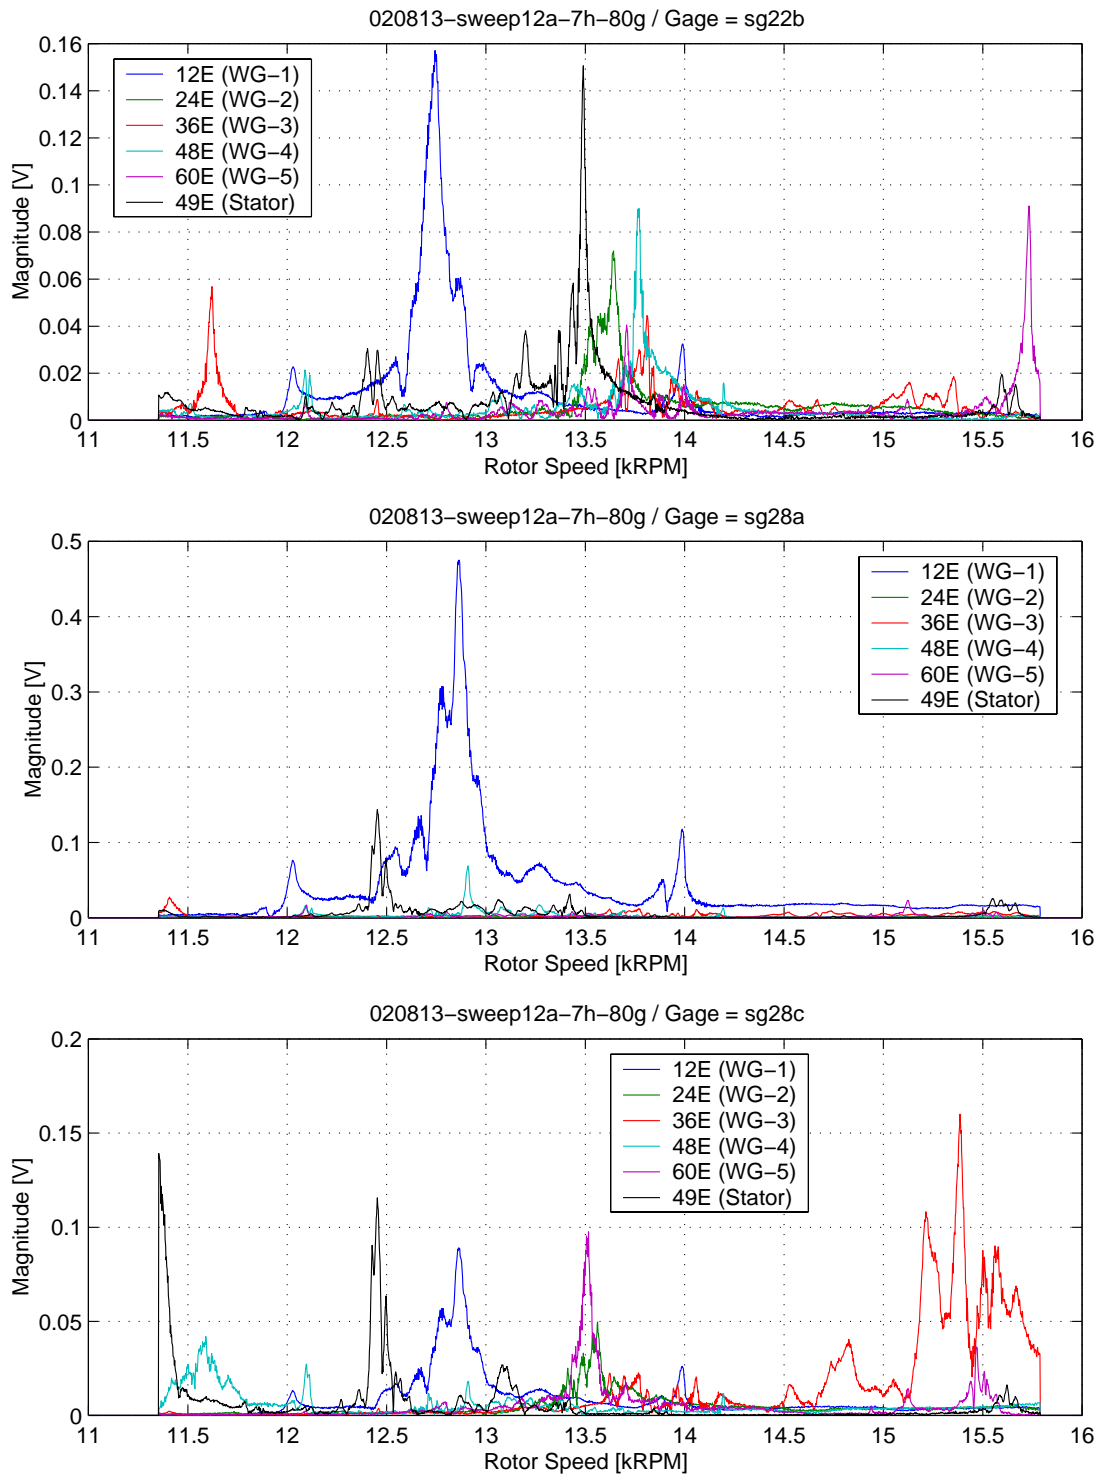 020813−sweep12a−7h−80g / Gage = sg22b
0.16
0.14
0.12
0.1
0.08
0.06
0.04
0.02
0
Magnitude [V]
12E (WG−1)
24E (WG−2)
36E (WG−3)
48E (WG−4)
60E (WG−5)
49E (Stator)
11 11.5 12 12.5 13 13.5 14 14.5 15 15.5 16
Rotor Speed [kRPM]
020813−sweep12a−7h−80g / Gage = sg28a
0.5
0.4
0.3
0.2
0.1
0
Magnitude [V]
12E (WG−1)
24E (WG−2)
36E (WG−3)
48E (WG−4)
60E (WG−5)
49E (Stator)
11 11.5 12 12.5 13 13.5 14 14.5 15 15.5 16
Rotor Speed [kRPM]
020813−sweep12a−7h−80g / Gage = sg28c
0.2
0.15
0.1
0.05
0
Magnitude [V]
12E (WG−1)
24E (WG−2)
36E (WG−3)
48E (WG−4)
60E (WG−5)
49E (Stator)
11 11.5 12 12.5 13 13.5 14 14.5 15 15.5 16
Rotor Speed [kRPM]